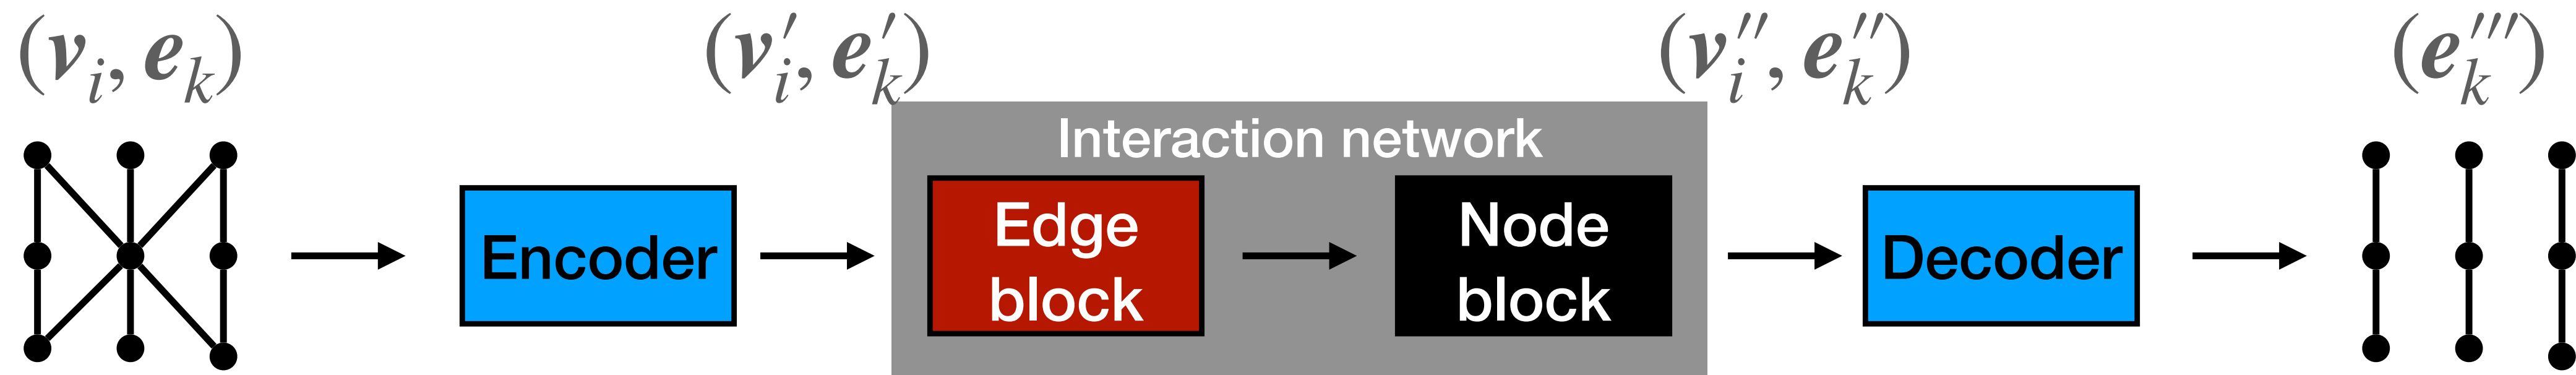 (v_i, e_k)
(v′_i, e′_k)
(v″_i, e″_k)
(e‴_k)
Interaction network
Encoder
Edge
block
Node
block
Decoder